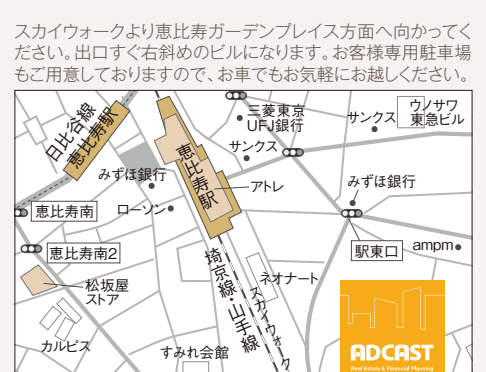 スカイウォークより恵比寿ガーデンプレイス方面へ向かってく
ださい。出口すぐ右斜めのビルになります。お客様専用駐車場
もご用意しておりますので、お車でもお気軽にお越しください。
日比谷線
恵比寿駅
三菱東京
UFJ銀行
サンクス
ウノサワ
東急ビル
サンクス
恵比寿駅
みずほ銀行
アトレ
みずほ銀行
恵比寿南
ローソン
恵比寿南2
駅東口
ampm
松坂屋
ストア
埼京線・山手線
スカイウォーク
ネオナート
カルピス
すみれ会館
ADCAST
Real Estate & Financial Planning